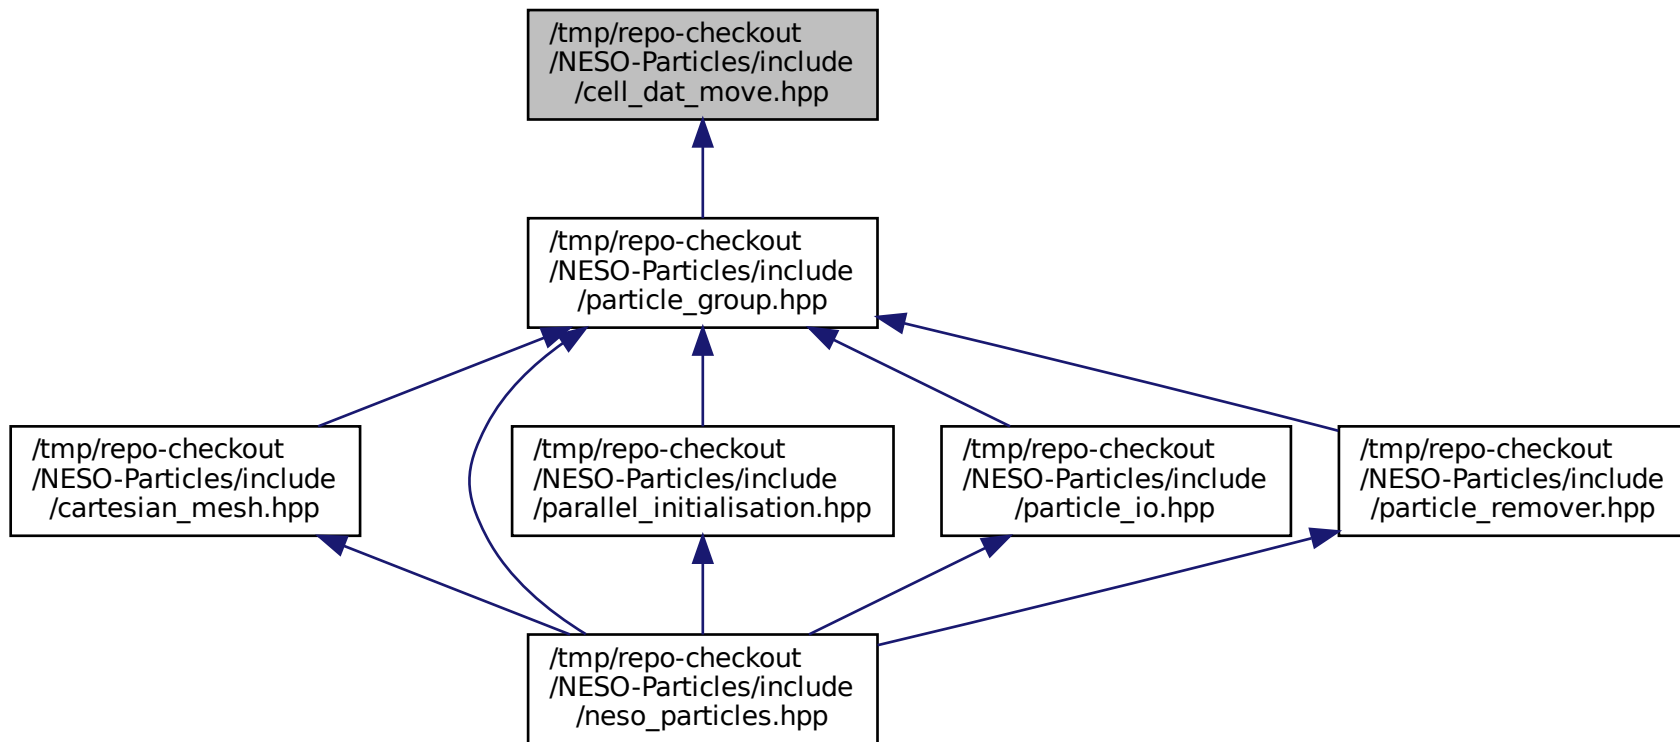 /tmp/repo-checkout
/NESO-Particles/include
/cell_dat_move.hpp
/tmp/repo-checkout
/NESO-Particles/include
/particle_group.hpp
/tmp/repo-checkout
/NESO-Particles/include
/cartesian_mesh.hpp
/tmp/repo-checkout
/NESO-Particles/include
/parallel_initialisation.hpp
/tmp/repo-checkout
/NESO-Particles/include
/particle_io.hpp
/tmp/repo-checkout
/NESO-Particles/include
/particle_remover.hpp
/tmp/repo-checkout
/NESO-Particles/include
/neso_particles.hpp